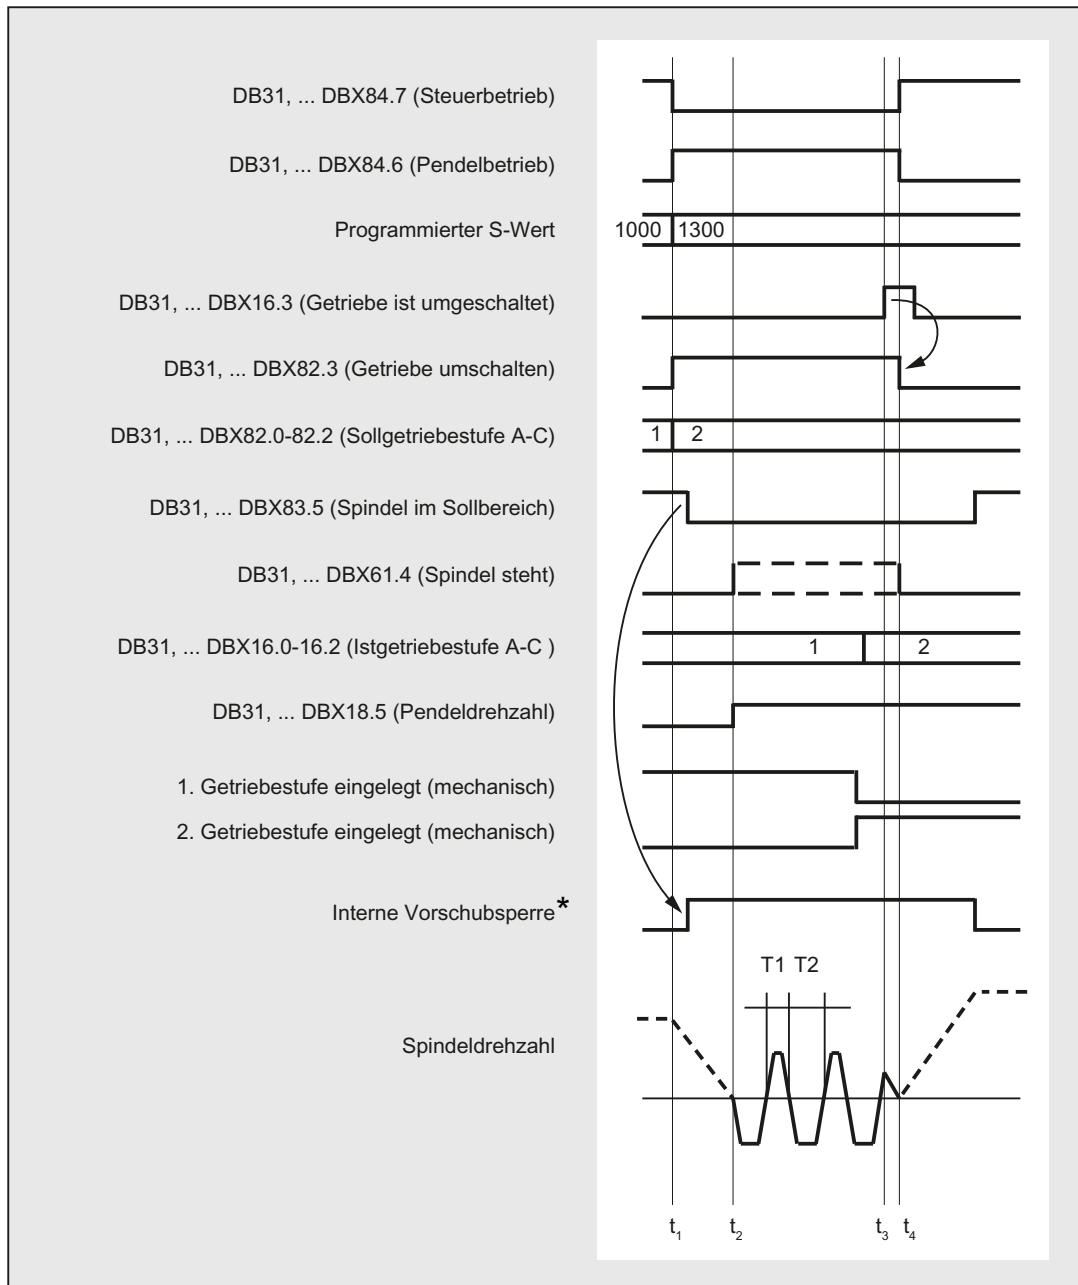 DB31, ... DBX84.7 (Steuerbetrieb)
DB31, ... DBX84.6 (Pendelbetrieb)
Programmierter S-Wert 1000 1300
DB31, ... DBX16.3 (Getriebe ist umgeschaltet)
DB31, ... DBX82.3 (Getriebe umschalten)
DB31, ... DBX82.0-82.2 (Sollgetriebestufe A-C) 1 2
DB31, ... DBX83.5 (Spindel im Sollbereich)
DB31, ... DBX61.4 (Spindel steht)
DB31, ... DBX16.0-16.2 (Istgetriebestufe A-C ) 1 2
DB31, ... DBX18.5 (Pendeldrehzahl)
1. Getriebestufe eingelegt (mechanisch)
2. Getriebestufe eingelegt (mechanisch)
Interne Vorschubsperre*
T1 T2
Spindeldrehzahl
t₁ t₂ t₃ t₄